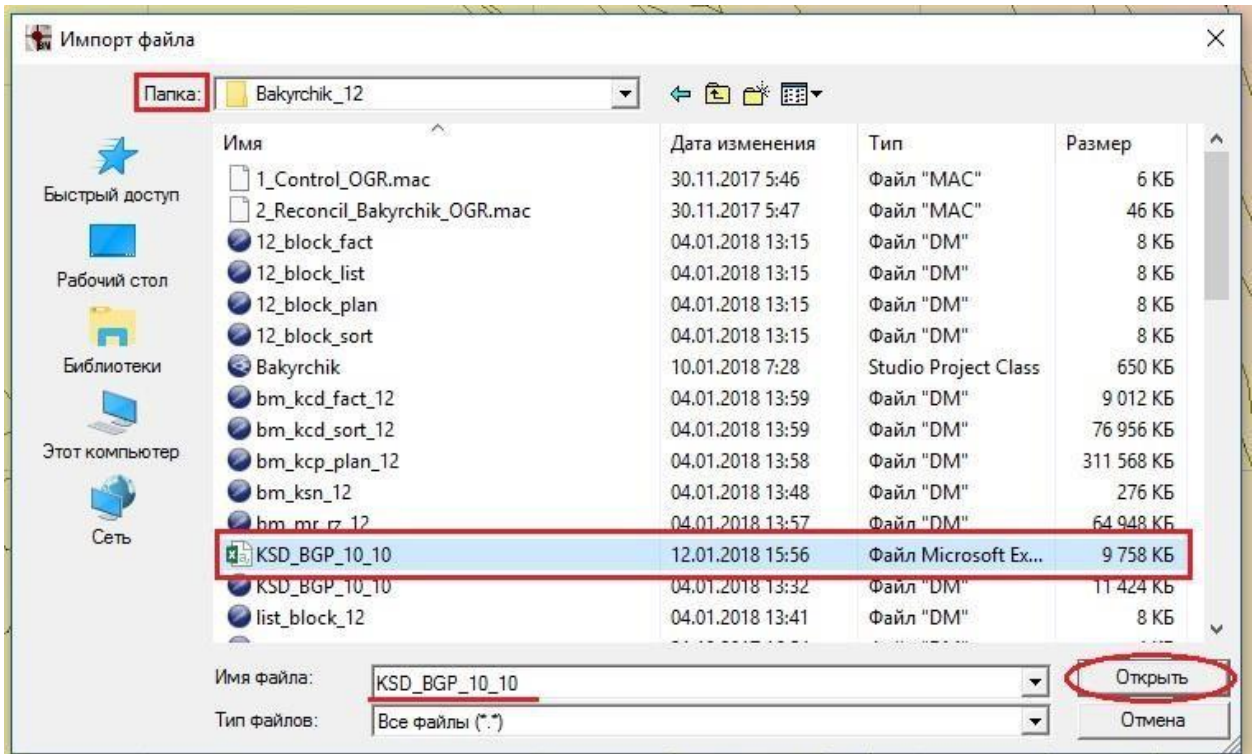 Импорт файла
Папка: Bakyrchik_12
Имя Дата изменения Тип Размер
1_Control_OGR.mac 30.11.2017 5:46 Файл "MAC" 6 КБ
2_Reconcil_Bakyrchik_OGR.mac 30.11.2017 5:47 Файл "MAC" 46 КБ
12_block_fact 04.01.2018 13:15 Файл "DM" 8 КБ
12_block_list 04.01.2018 13:15 Файл "DM" 8 КБ
12_block_plan 04.01.2018 13:15 Файл "DM" 8 КБ
12_block_sort 04.01.2018 13:15 Файл "DM" 8 КБ
Bakyrchik 10.01.2018 7:28 Studio Project Class 650 КБ
bm_kcd_fact_12 04.01.2018 13:59 Файл "DM" 9 012 КБ
bm_kcd_sort_12 04.01.2018 13:59 Файл "DM" 76 956 КБ
bm_kcp_plan_12 04.01.2018 13:58 Файл "DM" 311 568 КБ
bm_ksn_12 04.01.2018 13:48 Файл "DM" 276 КБ
bm_mr_rz_12 04.01.2018 13:57 Файл "DM" 64 948 КБ
KSD_BGP_10_10 12.01.2018 15:56 Файл Microsoft Ex... 9 758 КБ
KSD_BGP_10_10 04.01.2018 13:32 Файл "DM" 11 424 КБ
list_block_12 04.01.2018 13:41 Файл "DM" 8 КБ
Быстрый доступ
Рабочий стол
Библиотеки
Этот компьютер
Сеть
Имя файла: KSD_BGP_10_10 Открыть
Тип файлов: Все файлы (*.*) Отмена